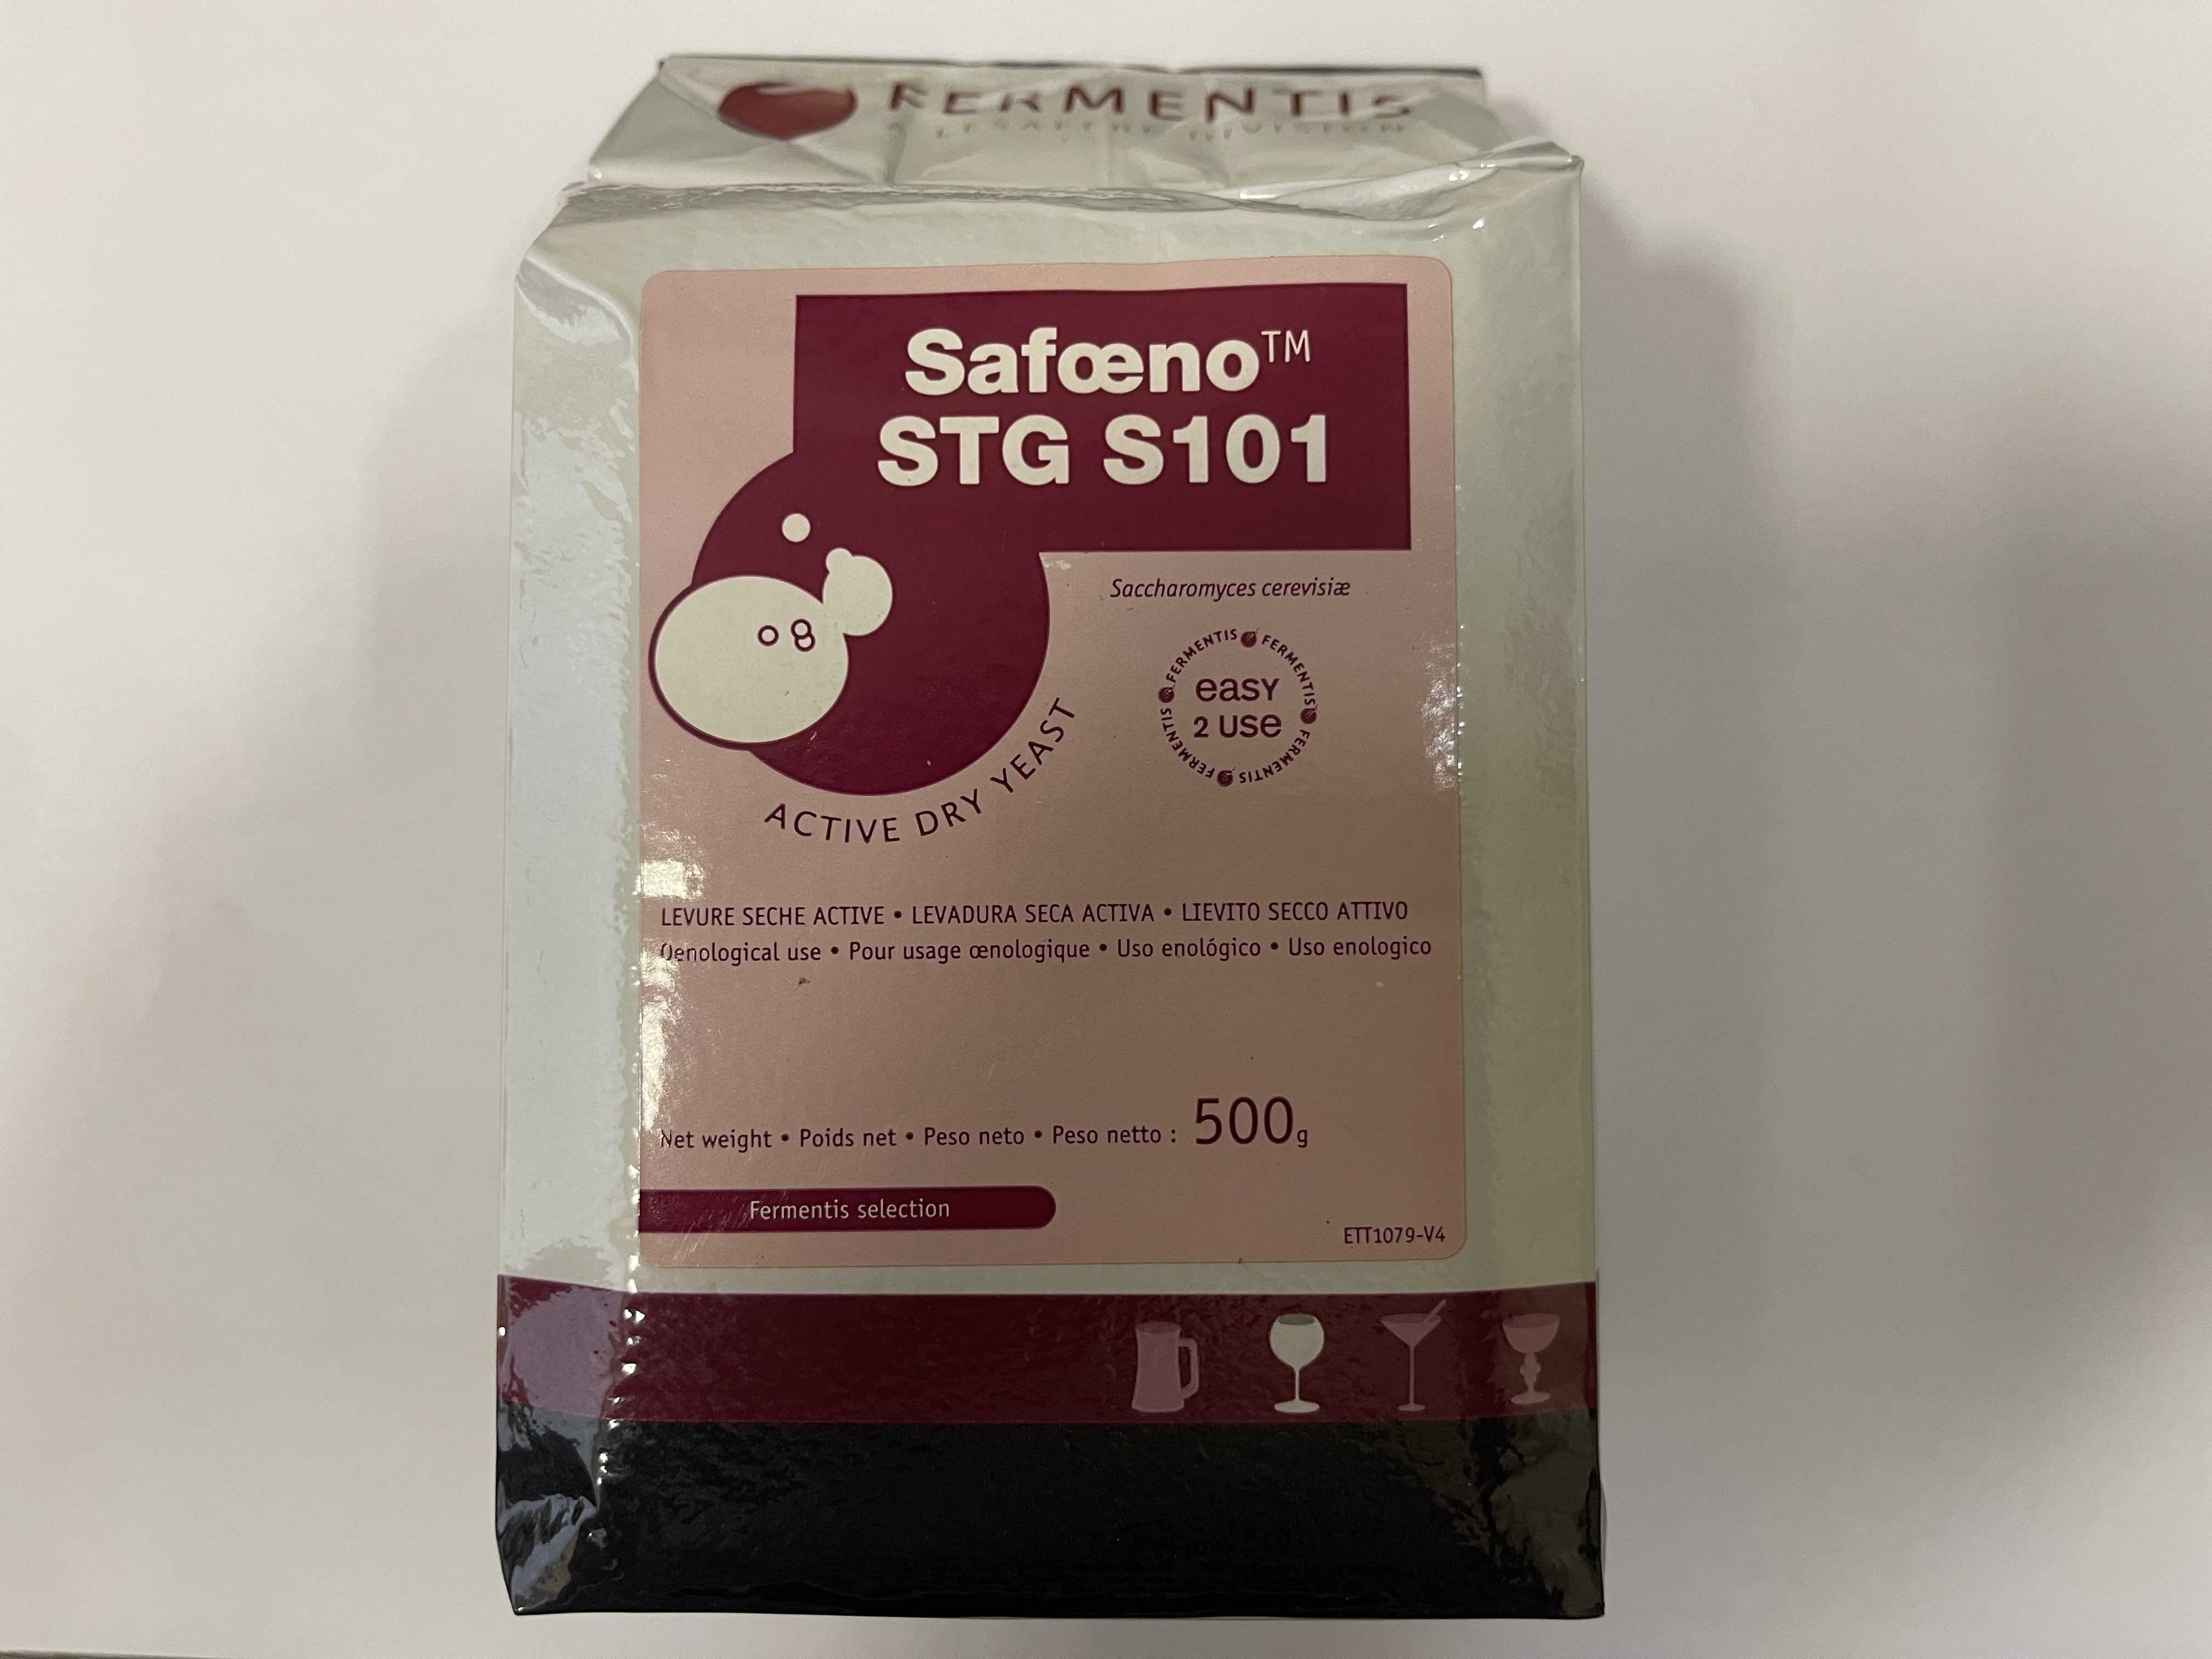 FERMENTIS
A LESAFFRE DIVISION
Safœno™
STG S101
Saccharomyces cerevisiæ
FERMENTIS FERMENTIS FERMENTIS FERMENTIS
easy
2 use
ACTIVE DRY YEAST
LEVURE SECHE ACTIVE • LEVADURA SECA ACTIVA • LIEVITO SECCO ATTIVO
Oenological use • Pour usage œnologique • Uso enológico • Uso enologico
Net weight • Poids net • Peso neto • Peso netto : 500g
Fermentis selection
ETT1079-V4